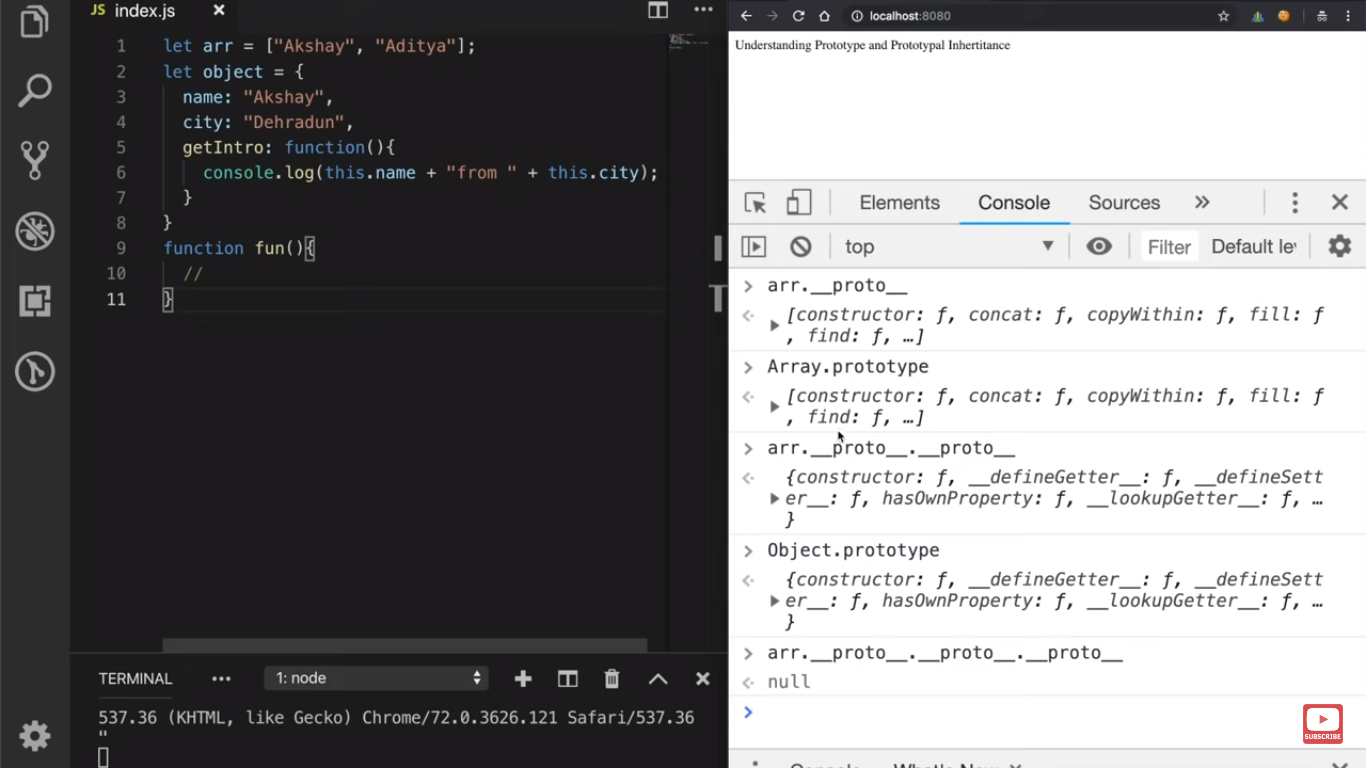 JS index.js
1 let arr = ["Akshay", "Aditya"];
2 let object = {
3 name: "Akshay",
4 city: "Dehradun",
5 getIntro: function(){
6 console.log(this.name + "from " + this.city);
7 }
8 }
9 function fun(){
10 //
11 }
TERMINAL
1: node
537.36 (KHTML, like Gecko) Chrome/72.0.3626.121 Safari/537.36
"
localhost:8080
Understanding Prototype and Prototypal Inhertitance
Elements Console Sources
top Filter Default le
arr.__proto__
[constructor: ƒ, concat: ƒ, copyWithin: ƒ, fill: ƒ
, find: ƒ, …]
Array.prototype
[constructor: ƒ, concat: ƒ, copyWithin: ƒ, fill: ƒ
, find: ƒ, …]
arr.__proto__.__proto__
{constructor: ƒ, __defineGetter__: ƒ, __defineSett
er__: ƒ, hasOwnProperty: ƒ, __lookupGetter__: ƒ, …
}
Object.prototype
{constructor: ƒ, __defineGetter__: ƒ, __defineSett
er__: ƒ, hasOwnProperty: ƒ, __lookupGetter__: ƒ, …
}
arr.__proto__.__proto__.__proto__
null
SUBSCRIBE
Console What's New